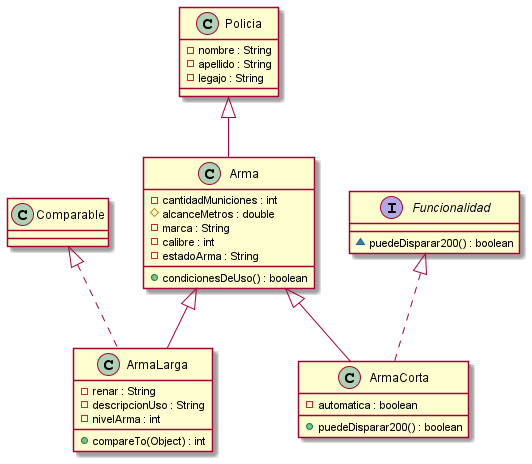 C Policia
nombre : String
apellido : String
legajo : String
C Arma
cantidadMuniciones : int
alcanceMetros : double
marca : String
calibre : int
estadoArma : String
condicionesDeUso() : boolean
C Comparable
I Funcionalidad
puedeDisparar200() : boolean
C ArmaLarga
renar : String
descripcionUso : String
nivelArma : int
compareTo(Object) : int
C ArmaCorta
automatica : boolean
puedeDisparar200() : boolean